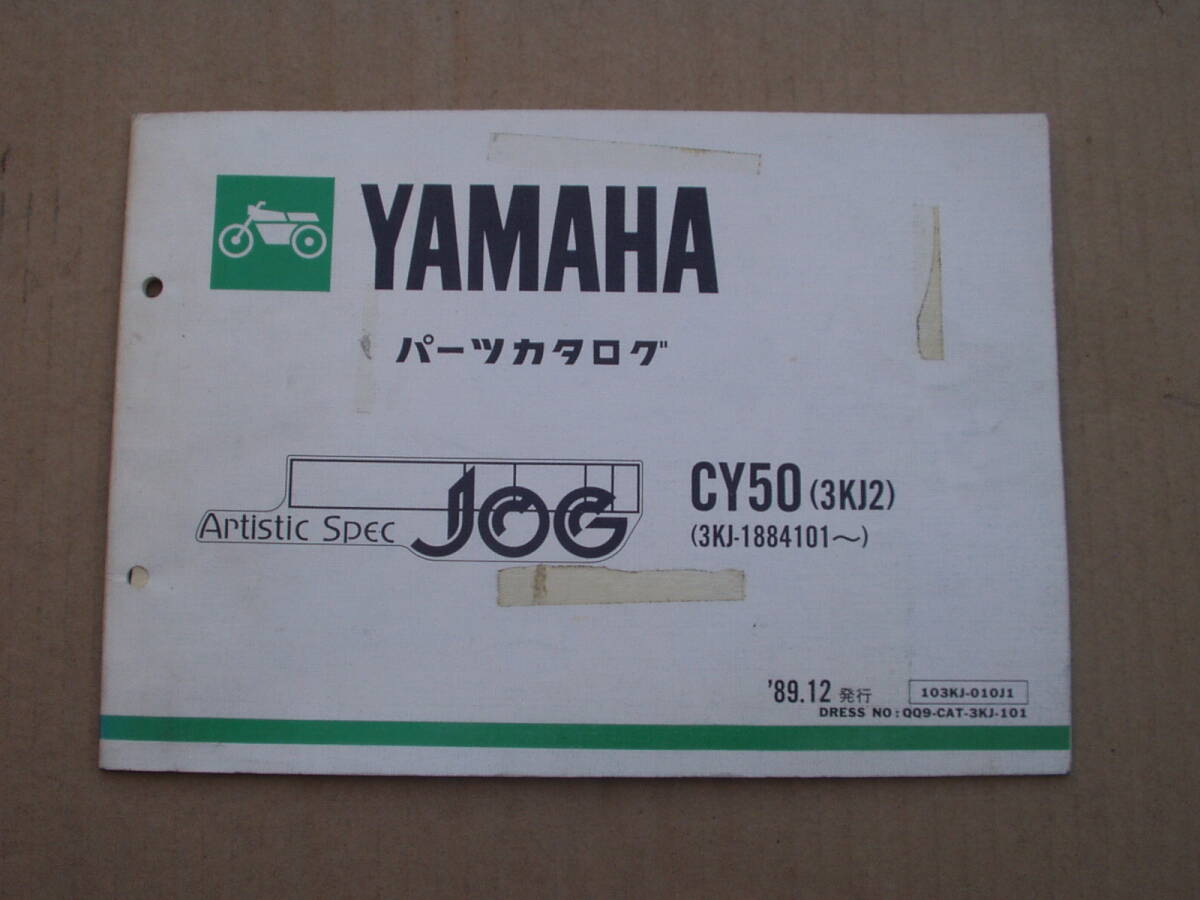 YAMAHA
パーツカタログ
Artistic Spec JOG
CY50 (3KJ2)
(3KJ-1884101～)
'89.12 発行
103KJ-010J1
DRESS NO:QQ9-CAT-3KJ-101